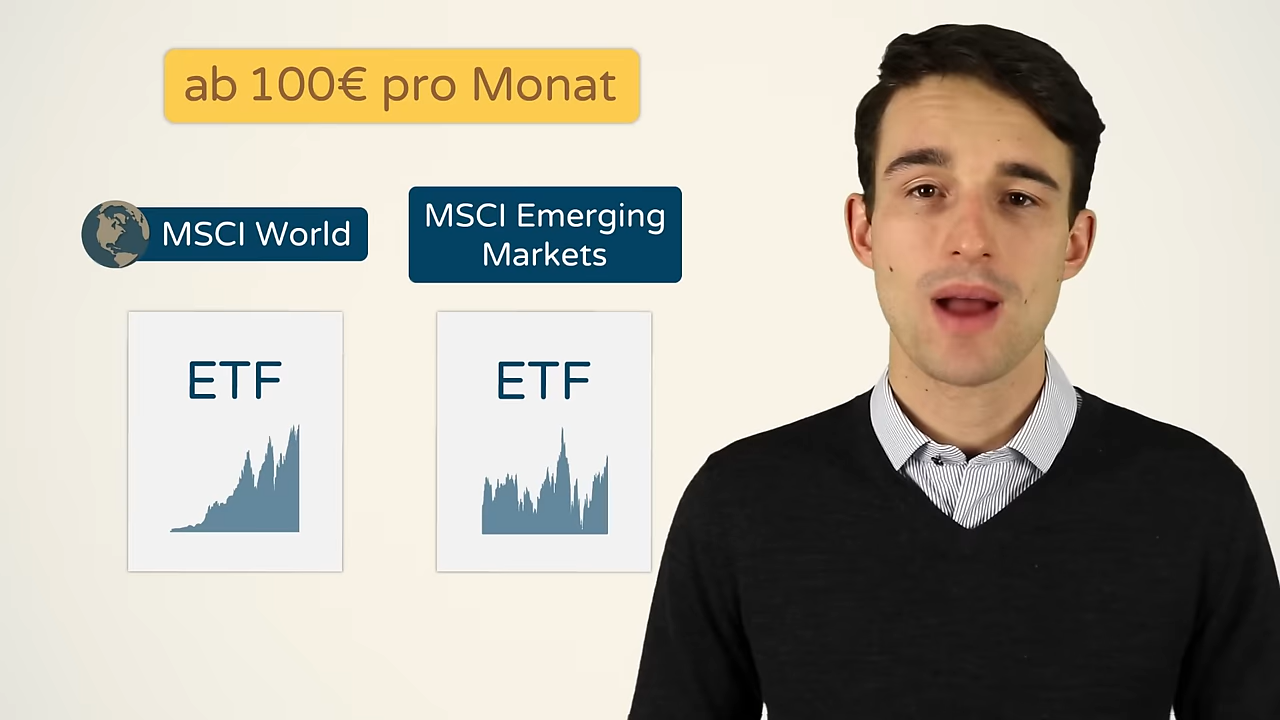 ab 100€ pro Monat
MSCI World
MSCI Emerging
Markets
ETF
ETF